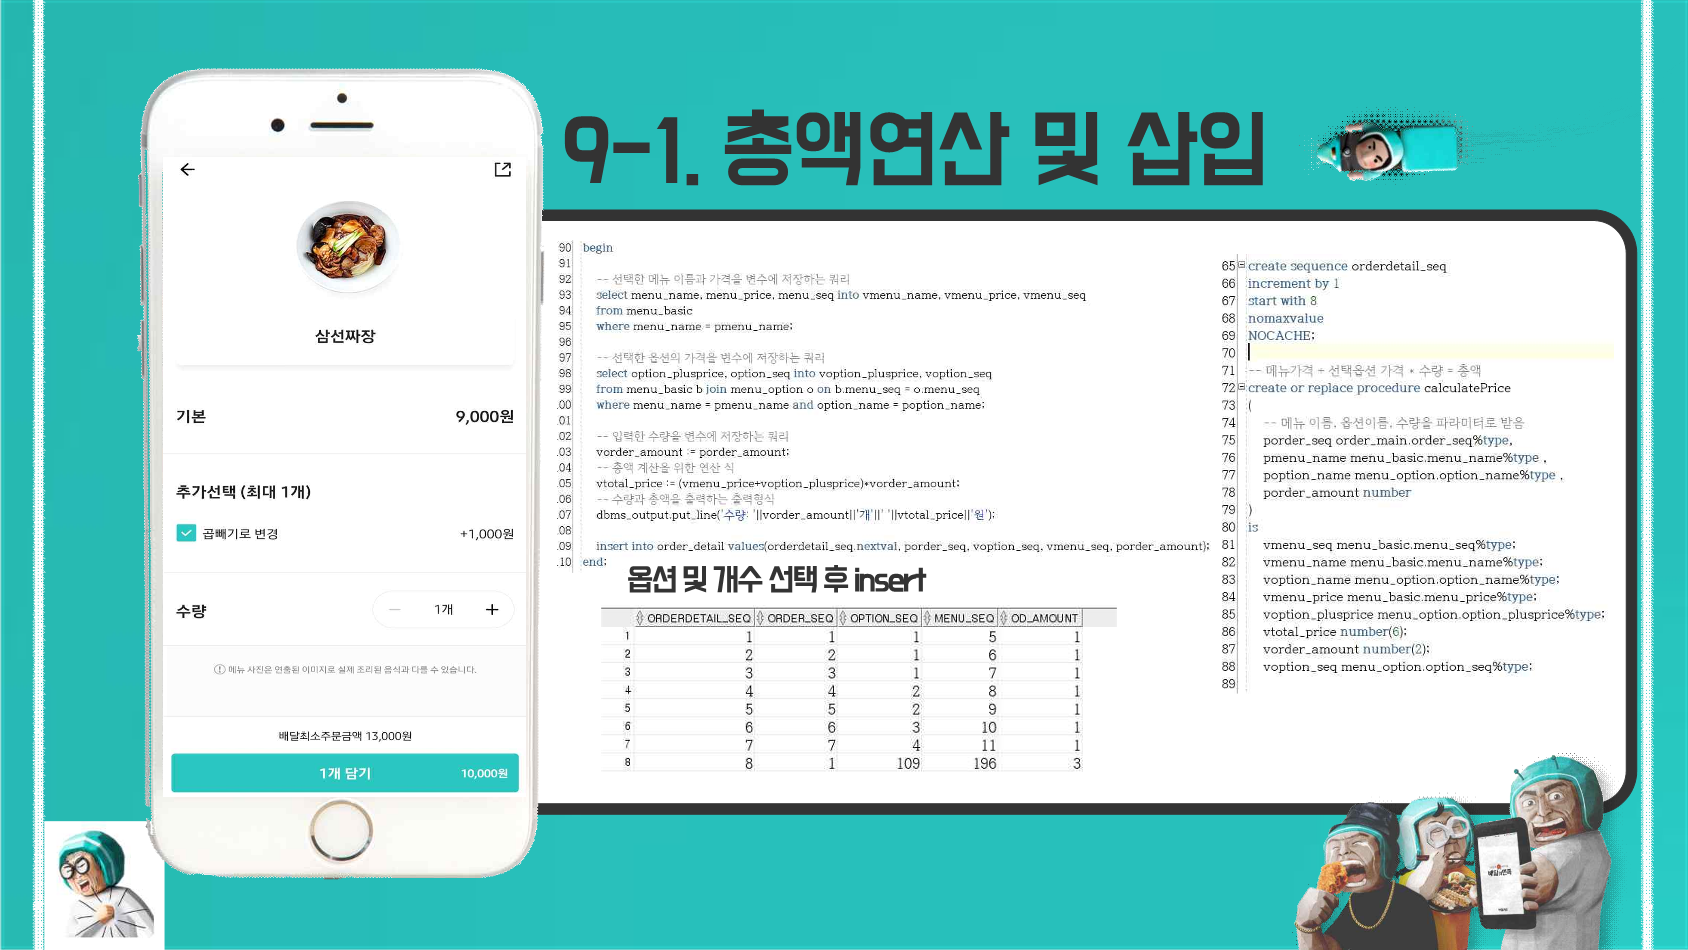 9-1. 총액연산 및 삽입
삼선짜장
기본 9,000원
추가선택 (최대 1개)
곱빼기로 변경 +1,000원
수량 1개
메뉴 사진은 연출된 이미지로 실제 조리된 음식과 다를 수 있습니다.
배달최소주문금액 13,000원
1개 담기 10,000원
90 begin
91
92 -- 선택한 메뉴 이름과 가격을 변수에 저장하는 쿼리
93 select menu_name, menu_price, menu_seq into vmenu_name, vmenu_price, vmenu_seq
94 from menu_basic
95 where menu_name = pmenu_name;
96
97 -- 선택한 옵션의 가격을 변수에 저장하는 쿼리
98 select option_plusprice, option_seq into voption_plusprice, voption_seq
99 from menu_basic b join menu_option o on b.menu_seq = o.menu_seq
.00 where menu_name = pmenu_name and option_name = poption_name;
.01
.02 -- 입력한 수량을 변수에 저장하는 쿼리
.03 vorder_amount := porder_amount;
.04 -- 총액 계산을 위한 연산 식
.05 vtotal_price := (vmenu_price+voption_plusprice)*vorder_amount;
.06 -- 수량과 총액을 출력하는 출력형식
.07 dbms_output.put_line('수량: '||vorder_amount||'개'||' '||vtotal_price||'원');
.08
.09 insert into order_detail values(orderdetail_seq.nextval, porder_seq, voption_seq, vmenu_seq, porder_amount);
.10 end;
옵션 및 개수 선택 후 insert
ORDERDETAIL_SEQ ORDER_SEQ OPTION_SEQ MENU_SEQ OD_AMOUNT
1 1 1 1 5 1
2 2 2 1 6 1
3 3 3 1 7 1
4 4 4 2 8 1
5 5 5 2 9 1
6 6 6 3 10 1
7 7 7 4 11 1
8 8 1 109 196 3
65 create sequence orderdetail_seq
66 increment by 1
67 start with 8
68 nomaxvalue
69 NOCACHE;
70
71 -- 메뉴가격 + 선택옵션 가격 * 수량 = 총액
72 create or replace procedure calculatePrice
73 (
74 -- 메뉴 이름, 옵션이름, 수량을 파라미터로 받음
75 porder_seq order_main.order_seq%type,
76 pmenu_name menu_basic.menu_name%type ,
77 poption_name menu_option.option_name%type ,
78 porder_amount number
79 )
80 is
81 vmenu_seq menu_basic.menu_seq%type;
82 vmenu_name menu_basic.menu_name%type;
83 voption_name menu_option.option_name%type;
84 vmenu_price menu_basic.menu_price%type;
85 voption_plusprice menu_option.option_plusprice%type;
86 vtotal_price number(6);
87 vorder_amount number(2);
88 voption_seq menu_option.option_seq%type;
89